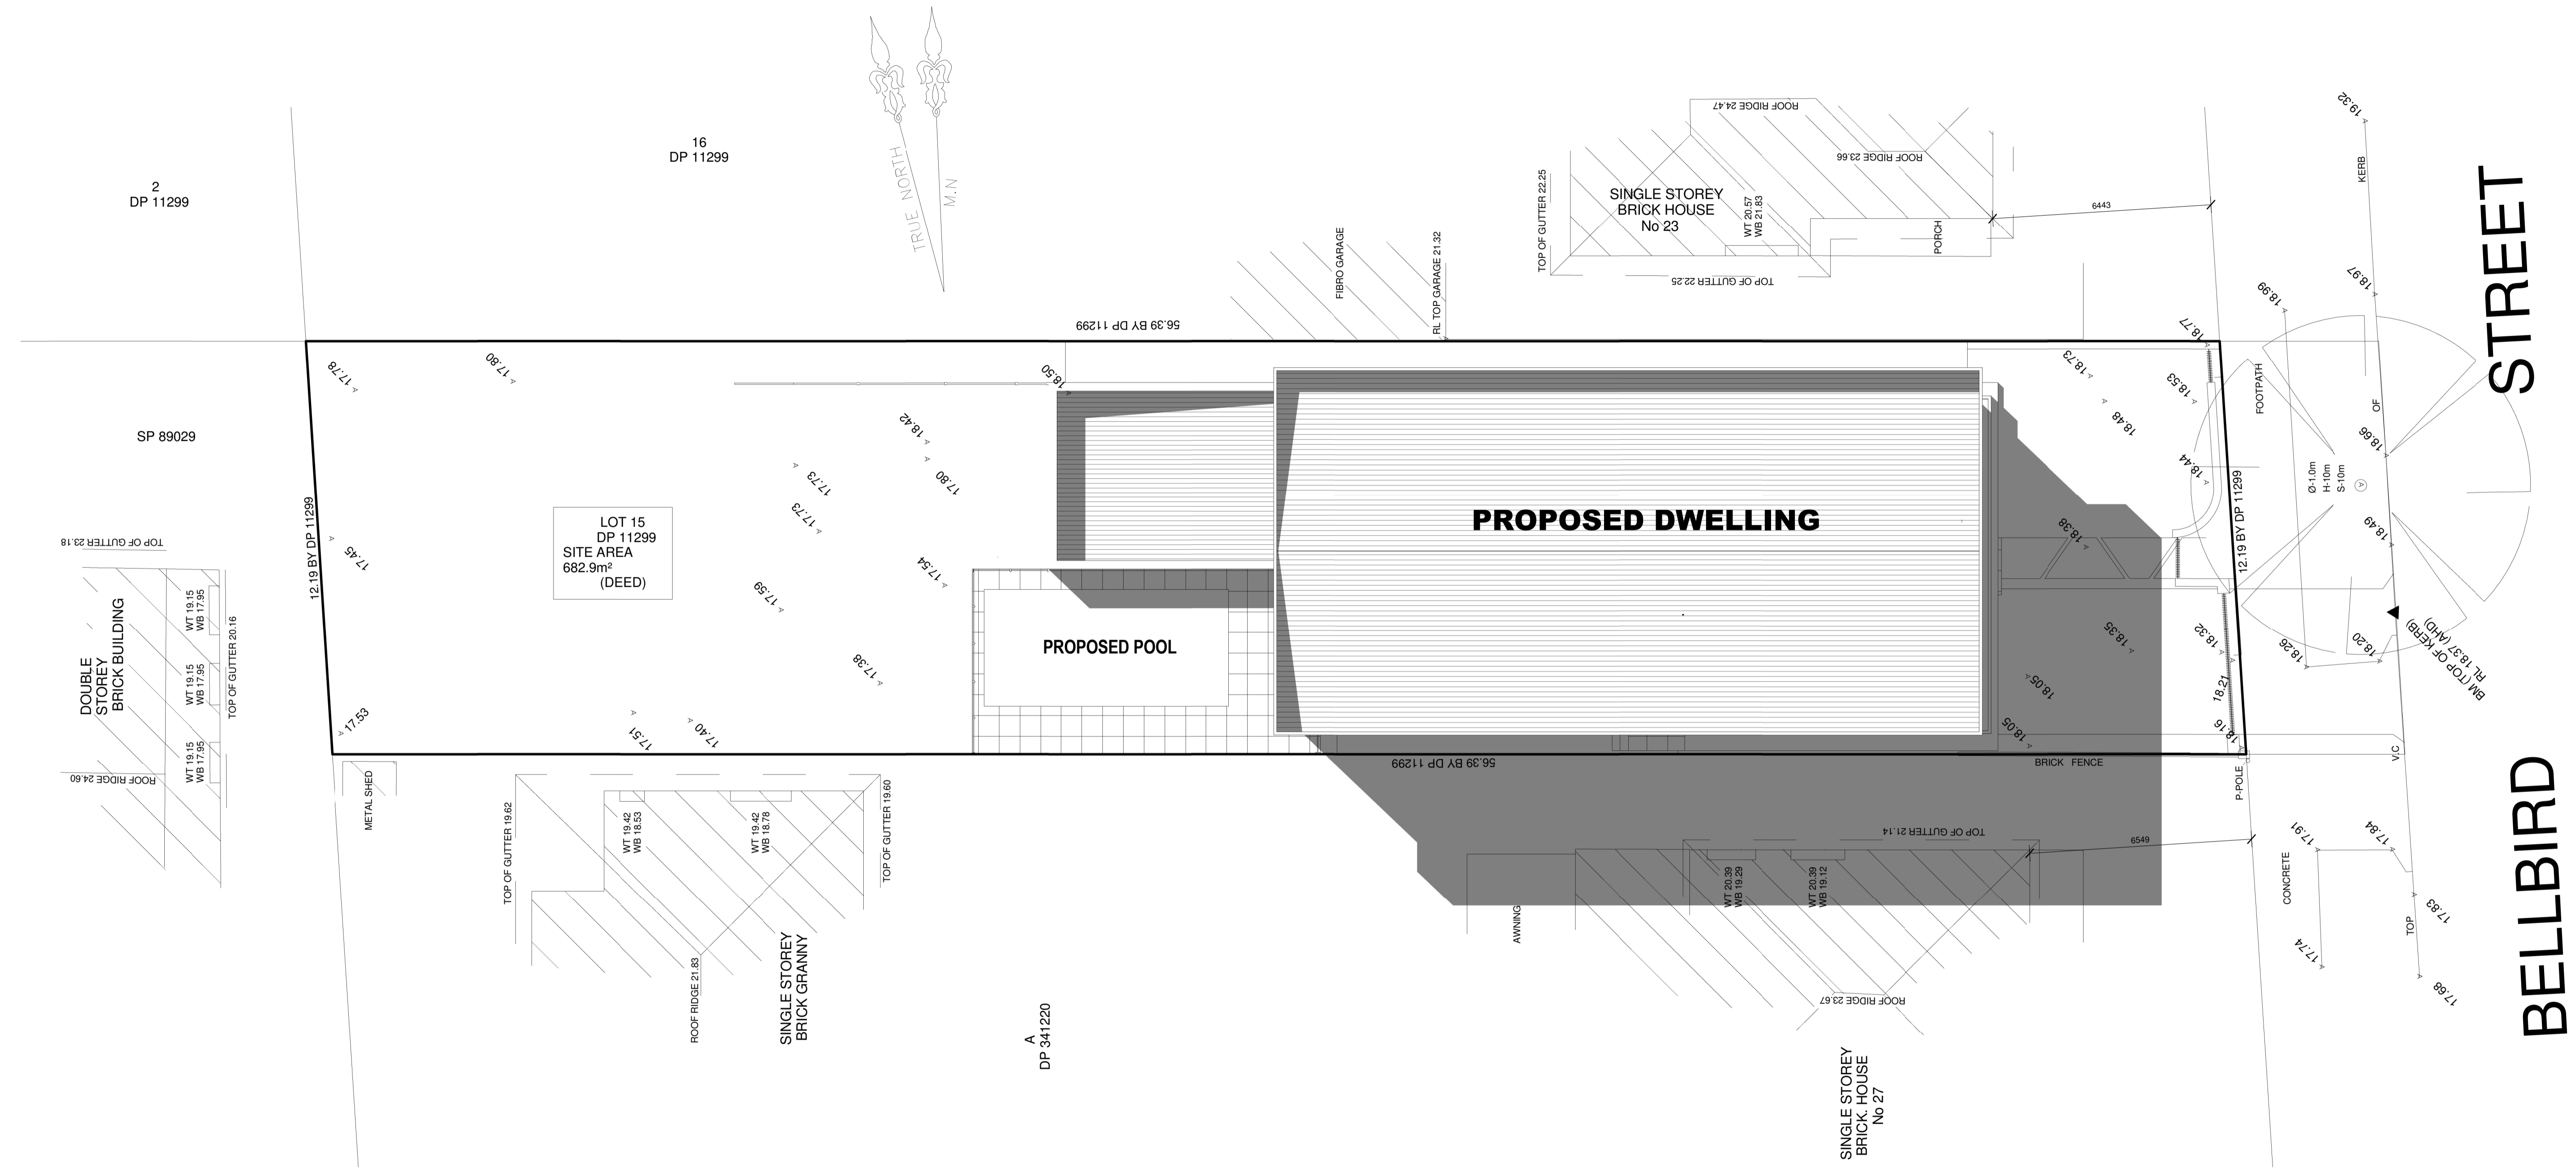 2
DP 11299
16
DP 11299
TRUE NORTH
M.N
ROOF RIDGE 24.47
ROOF RIDGE 23.66
TOP OF GUTTER 22.25
SINGLE STOREY
BRICK HOUSE
No 23
WT 20.57
WB 21.83
PORCH
TOP OF GUTTER 22.25
6443
FIBRO GARAGE
RL TOP GARAGE 21.32
19.32
KERB
STREET
18.97
18.99
56.39 BY DP 11299
18.77
17.78
17.80
18.50
18.73
18.53
18.48
FOOTPATH
OF
SP 89029
18.42
17.80
17.73
17.73
18.66
18.44
Ø-1.0m
H-10m
S-10m
A
12.19 BY DP 11299
12.19 BY DP 11299
LOT 15
DP 11299
SITE AREA
682.9m²
(DEED)
PROPOSED DWELLING
18.38
18.49
17.45
17.54
17.59
TOP OF GUTTER 23.18
DOUBLE
STOREY
BRICK BUILDING
WT 19.15
WB 17.95
WT 19.15
WB 17.95
WT 19.15
WB 17.95
TOP OF GUTTER 20.16
ROOF RIDGE 24.60
PROPOSED POOL
17.38
18.35
18.32
18.26
18.20
BM (TOP OF KERB)
RL 18.37 (AHD)
18.05
18.21
18.05
18.16
17.53
17.51
17.40
56.39 BY DP 11299
BRICK FENCE
P-POLE
V.C
METAL SHED
TOP OF GUTTER 19.62
WT 19.42
WB 18.53
WT 19.42
WB 18.78
TOP OF GUTTER 19.60
TOP OF GUTTER 21.14
6549
17.91
17.84
CONCRETE
BELLBIRD
WT 20.39
WB 19.29
WT 20.39
WB 19.12
AWNING
17.83
TOP
17.74
17.68
ROOF RIDGE 21.83
SINGLE STOREY
BRICK GRANNY
ROOF RIDGE 23.67
A
DP 341220
SINGLE STOREY
BRICK. HOUSE
No 27